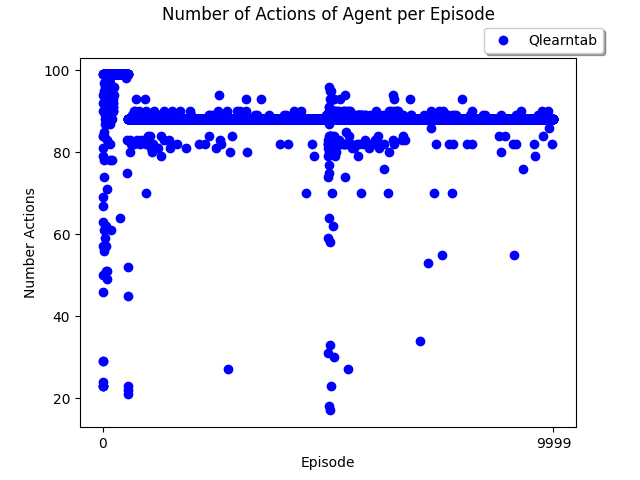 Number of Actions of Agent per Episode
Qlearntab
100
80
60
40
20
Number Actions
0
9999
Episode